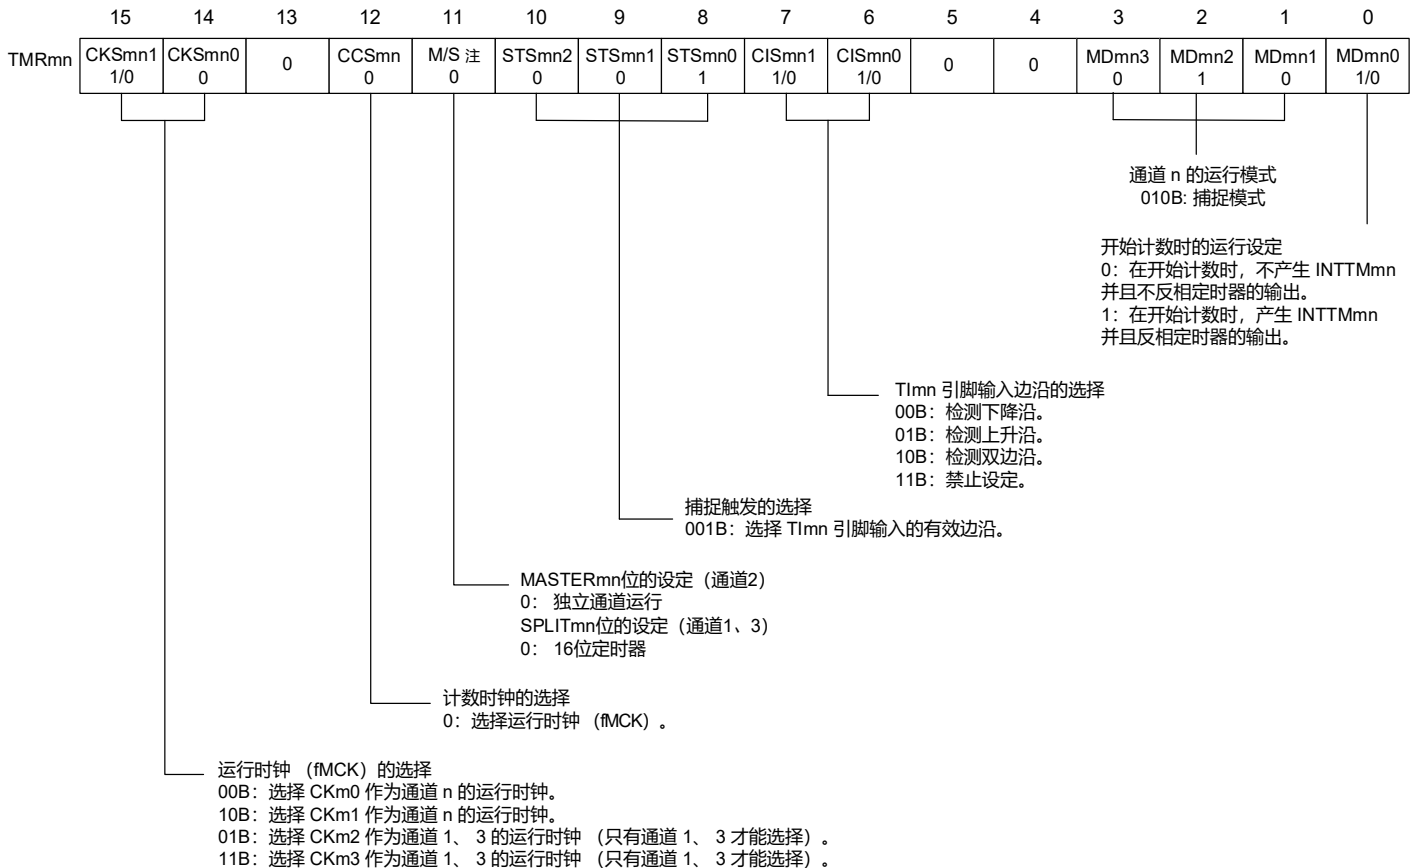 15 14 13 12 11 10 9 8 7 6 5 4 3 2 1 0
TMRmn CKSmn1 CKSmn0 0 CCSmn M/S 注 STSmn2 STSmn1 STSmn0 CISmn1 CISmn0 0 0 MDmn3 MDmn2 MDmn1 MDmn0
1/0 0 0 0 0 0 1 1/0 1/0 0 1 0 1/0
通道 n 的运行模式
010B: 捕捉模式
开始计数时的运行设定
0：在开始计数时，不产生 INTTMmn
并且不反相定时器的输出。
1：在开始计数时，产生 INTTMmn
并且反相定时器的输出。
TImn 引脚输入边沿的选择
00B：检测下降沿。
01B：检测上升沿。
10B：检测双边沿。
11B：禁止设定。
捕捉触发的选择
001B：选择 TImn 引脚输入的有效边沿。
MASTERmn位的设定（通道2）
0： 独立通道运行
SPLITmn位的设定（通道1、3）
0： 16位定时器
计数时钟的选择
0：选择运行时钟 （fMCK）。
运行时钟 （fMCK）的选择
00B：选择 CKm0 作为通道 n 的运行时钟。
10B：选择 CKm1 作为通道 n 的运行时钟。
01B：选择 CKm2 作为通道 1、 3 的运行时钟 （只有通道 1、 3 才能选择）。
11B：选择 CKm3 作为通道 1、 3 的运行时钟 （只有通道 1、 3 才能选择）。